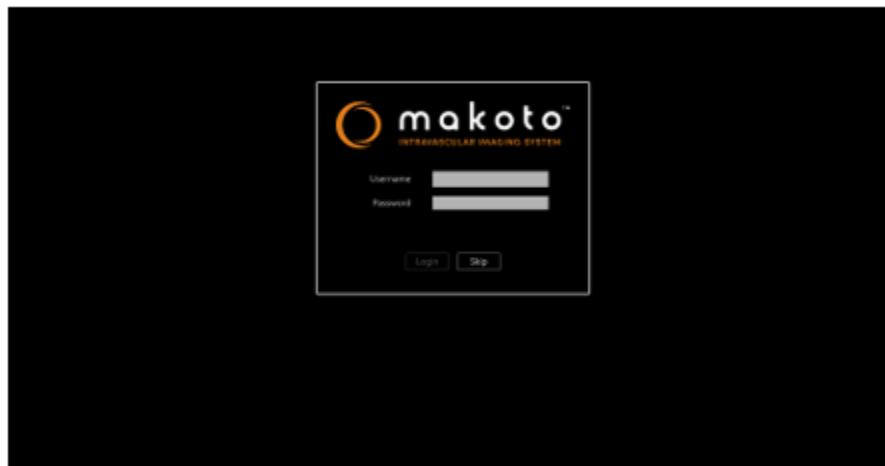 makoto™
INTRAVASCULAR IMAGING SYSTEM
Username
Password
Login Skip